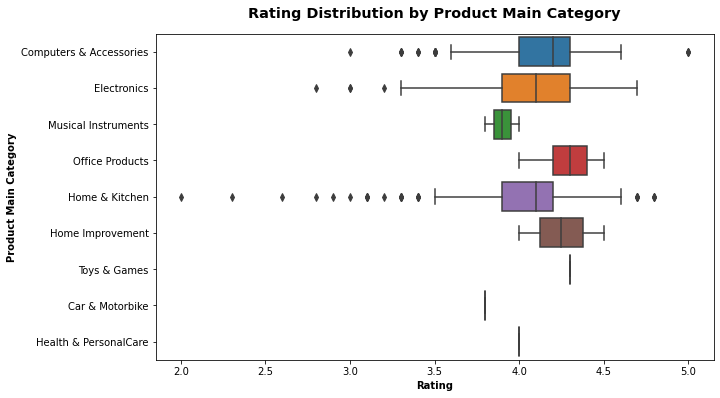 Rating Distribution by Product Main Category
Computers & Accessories
Electronics
Musical Instruments
Office Products
Home & Kitchen
Home Improvement
Toys & Games
Car & Motorbike
Health & PersonalCare
Product Main Category
2.0 2.5 3.0 3.5 4.0 4.5 5.0
Rating